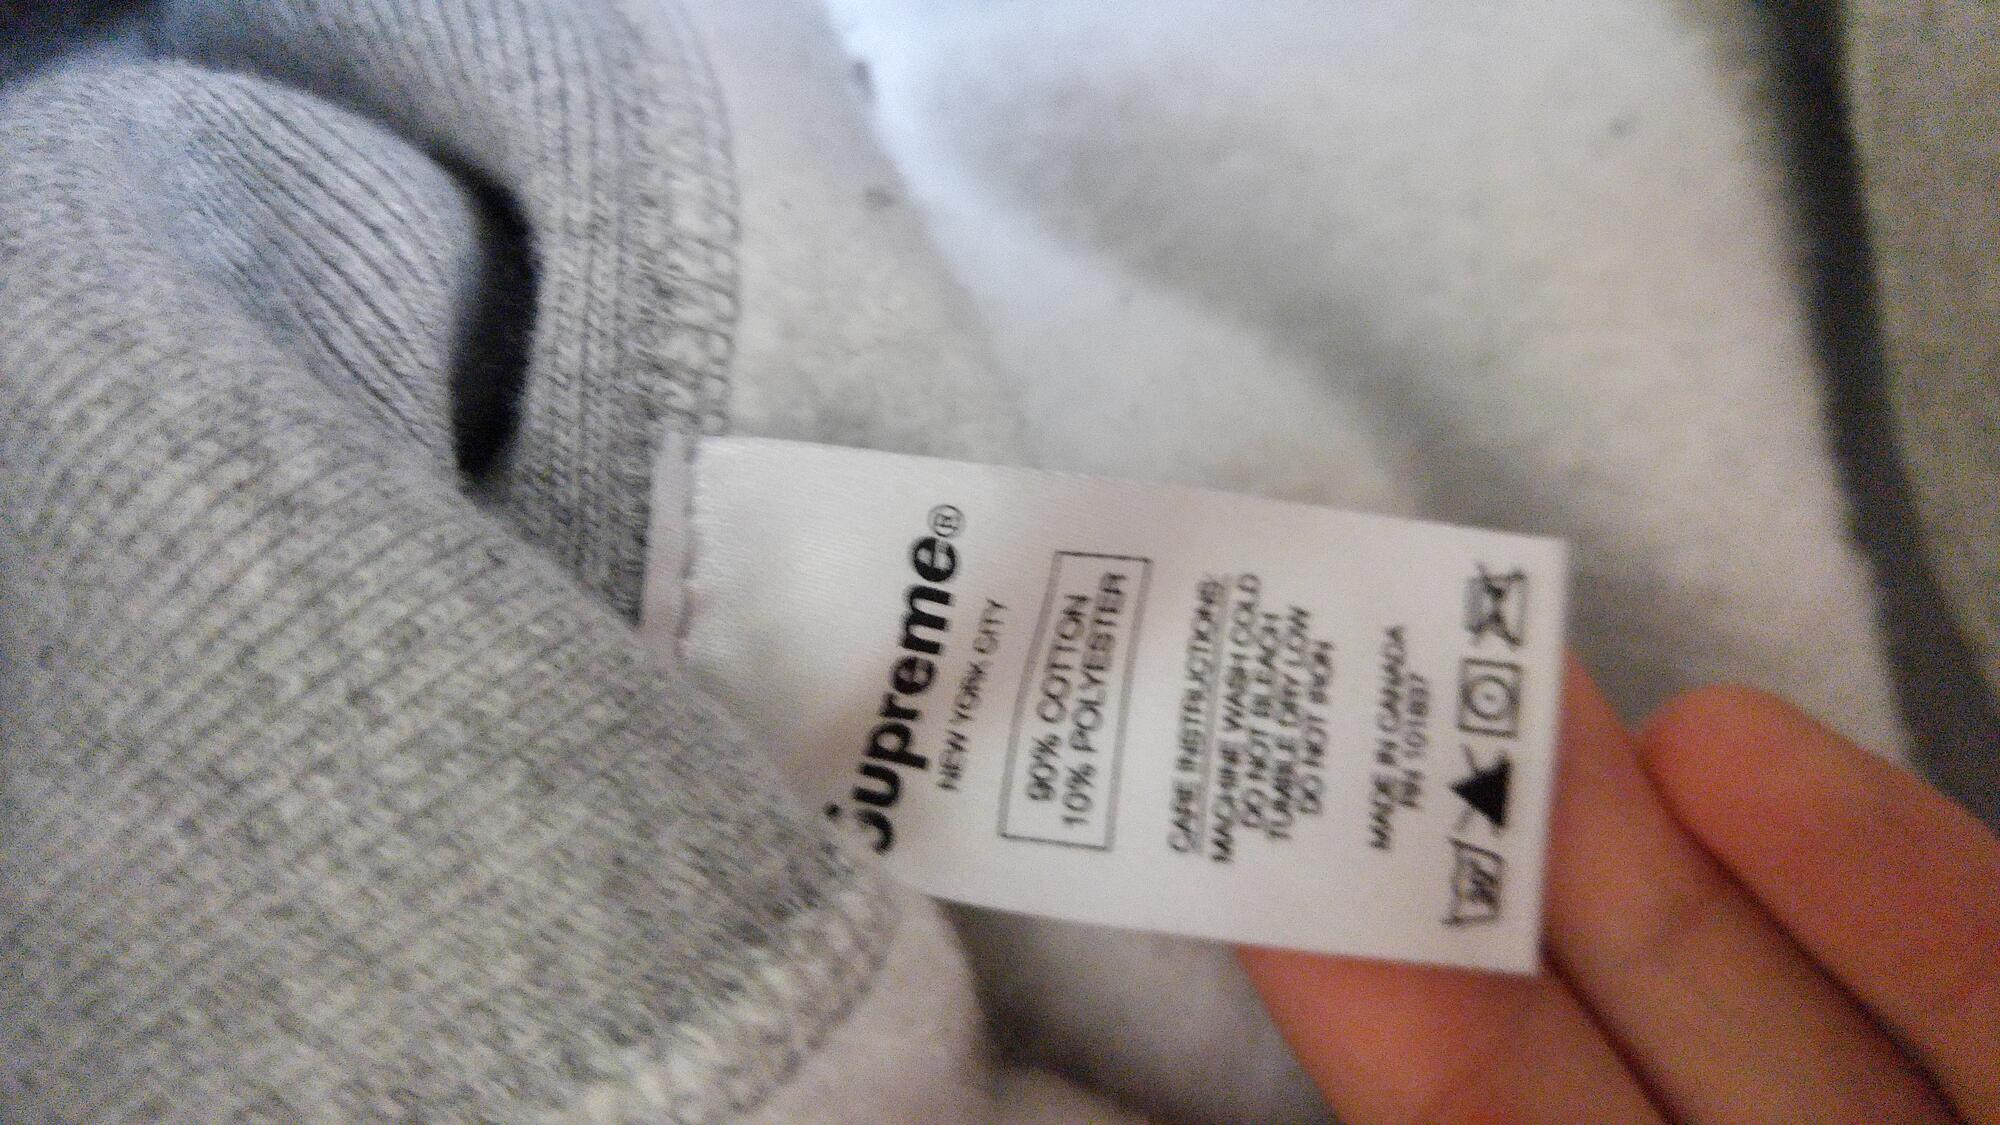 Supreme®
NEW YORK CITY
90% COTTON
10% POLYESTER
CARE INSTRUCTIONS:
MACHINE WASH COLD
DO NOT BLEACH
TUMBLE DRY LOW
DO NOT IRON
MADE IN CANADA
RN 101837